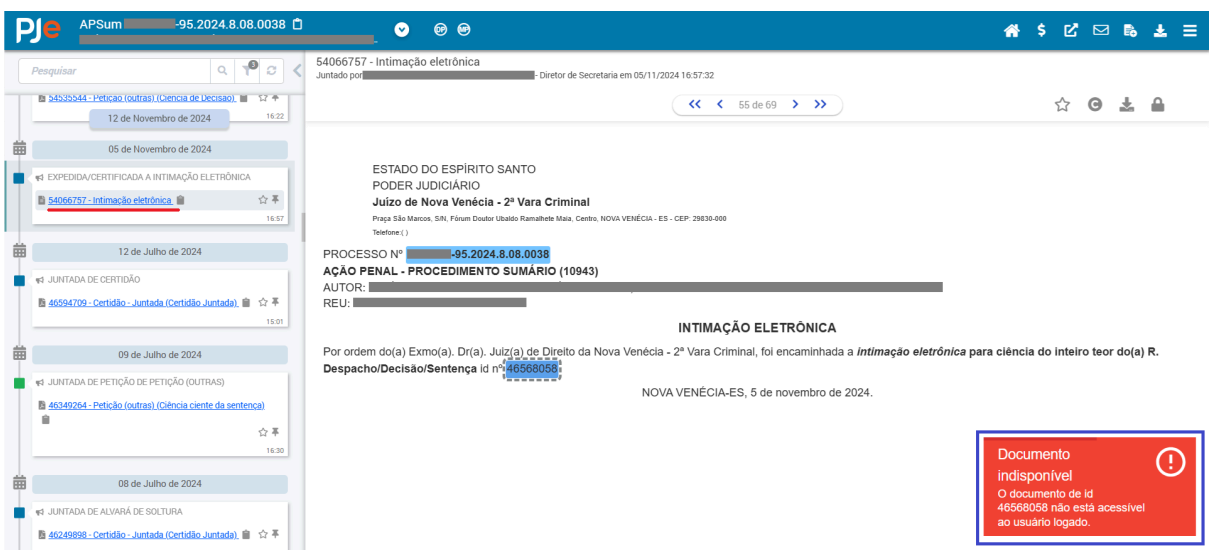 PJe
APSum -95.2024.8.08.0038
DP MP
$
Pesquisar
3
54535544 - Petição (outras) (Ciência de Decisão)
16:22
12 de Novembro de 2024
05 de Novembro de 2024
EXPEDIDA/CERTIFICADA A INTIMAÇÃO ELETRÔNICA
54066757 - Intimação eletrônica
16:57
12 de Julho de 2024
JUNTADA DE CERTIDÃO
46594709 - Certidão - Juntada (Certidão Juntada)
15:01
09 de Julho de 2024
JUNTADA DE PETIÇÃO DE PETIÇÃO (OUTRAS)
46349264 - Petição (outras) (Ciência ciente da sentença)
16:30
08 de Julho de 2024
JUNTADA DE ALVARÁ DE SOLTURA
46249898 - Certidão - Juntada (Certidão Juntada)
54066757 - Intimação eletrônica
Juntado por - Diretor de Secretaria em 05/11/2024 16:57:32
55 de 69
ESTADO DO ESPÍRITO SANTO
PODER JUDICIÁRIO
Juízo de Nova Venécia - 2ª Vara Criminal
Praça São Marcos, S/N, Fórum Doutor Ubaldo Ramalhete Maia, Centro, NOVA VENÉCIA - ES - CEP: 29830-000
Telefone:( )
PROCESSO Nº -95.2024.8.08.0038
AÇÃO PENAL - PROCEDIMENTO SUMÁRIO (10943)
AUTOR:
REU:
INTIMAÇÃO ELETRÔNICA
Por ordem do(a) Exmo(a). Dr(a). Juiz(a) de Direito da Nova Venécia - 2ª Vara Criminal, foi encaminhada a intimação eletrônica para ciência do inteiro teor do(a) R.
Despacho/Decisão/Sentença id nº 46568058
NOVA VENÉCIA-ES, 5 de novembro de 2024.
Documento
indisponível
O documento de id
46568058 não está acessível
ao usuário logado.